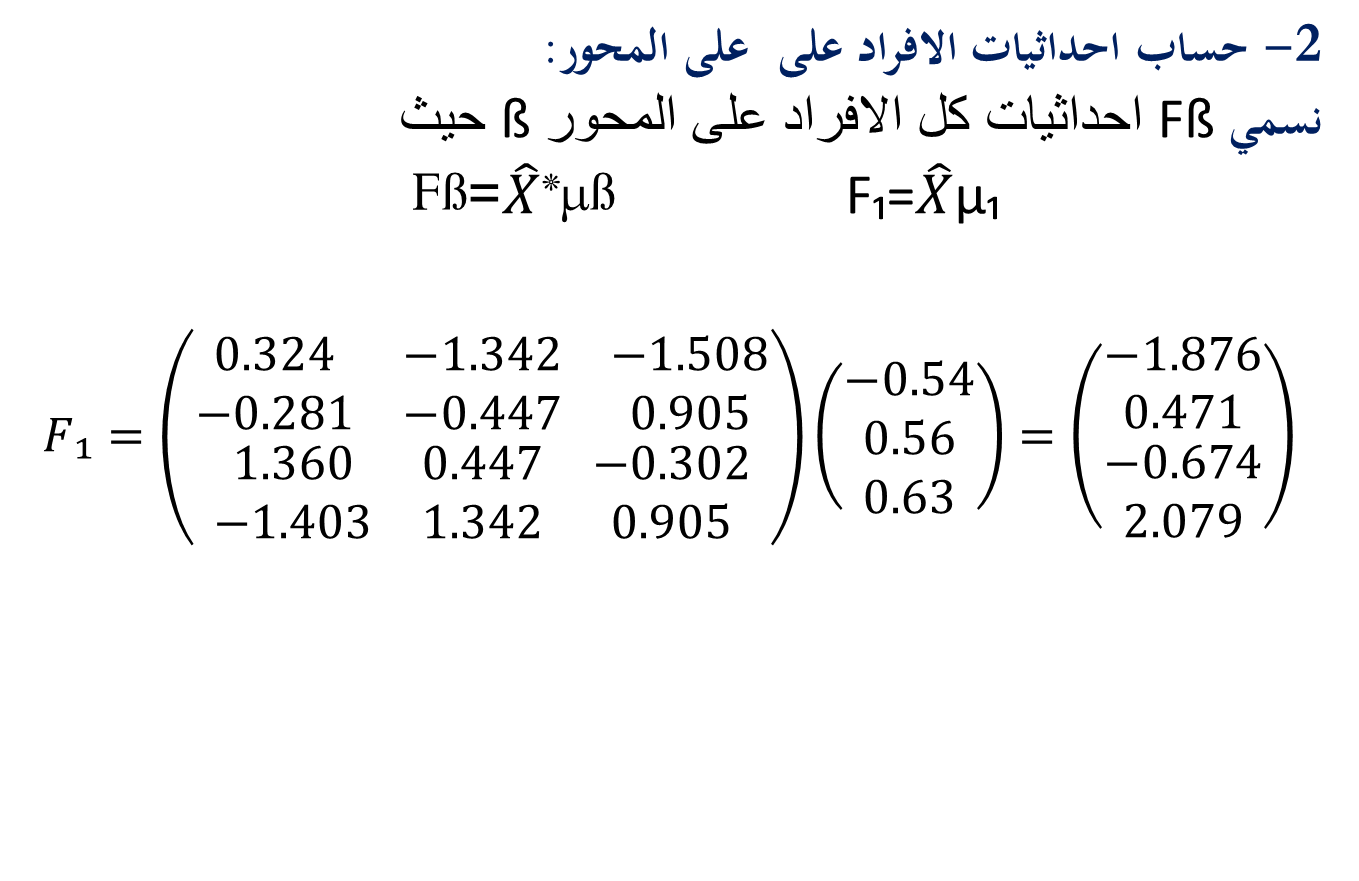 2- حساب احداثيات الافراد على على المحور:
نسمي Fß احداثيات كل الافراد على المحور ß حيث
Fß=X̂*µß F₁=X̂µ₁
F₁ = (0.324 −1.342 −1.508
−0.281 −0.447 0.905
1.360 0.447 −0.302
−1.403 1.342 0.905) (−0.54
0.56
0.63) = (−1.876
0.471
−0.674
2.079)